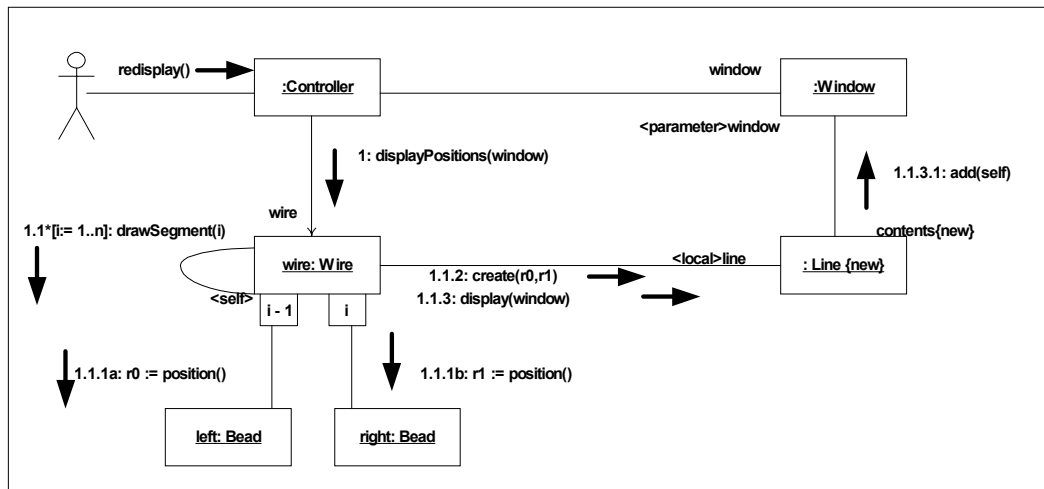 redisplay()
:Controller
window
:Window
<parameter>window
1: displayPositions(window)
1.1.3.1: add(self)
wire
1.1*[i:= 1..n]: drawSegment(i)
contents{new}
wire: Wire
<local>line
: Line {new}
1.1.2: create(r0,r1)
1.1.3: display(window)
<self>
i - 1
i
1.1.1a: r0 := position()
1.1.1b: r1 := position()
left: Bead
right: Bead